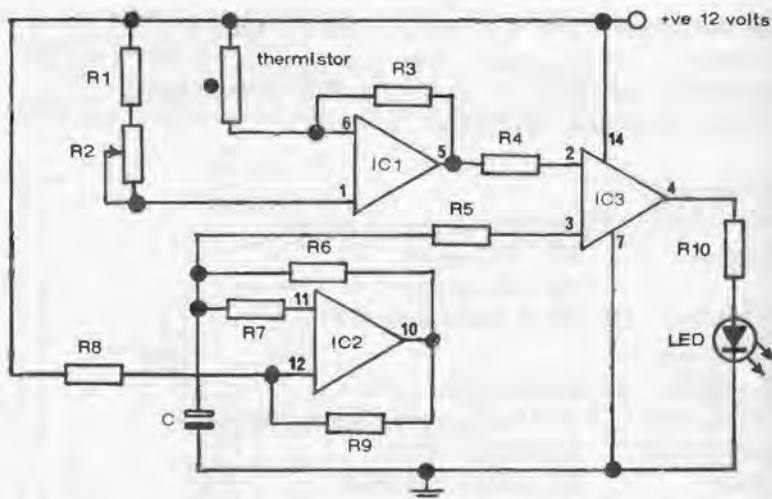 +ve 12 volts
thermistor
R1
R3
R2
6
5
IC1
1
R4
14
2
IC3
4
3
7
R5
R10
R6
11
R7
10
IC2
12
R8
LED
C
R9